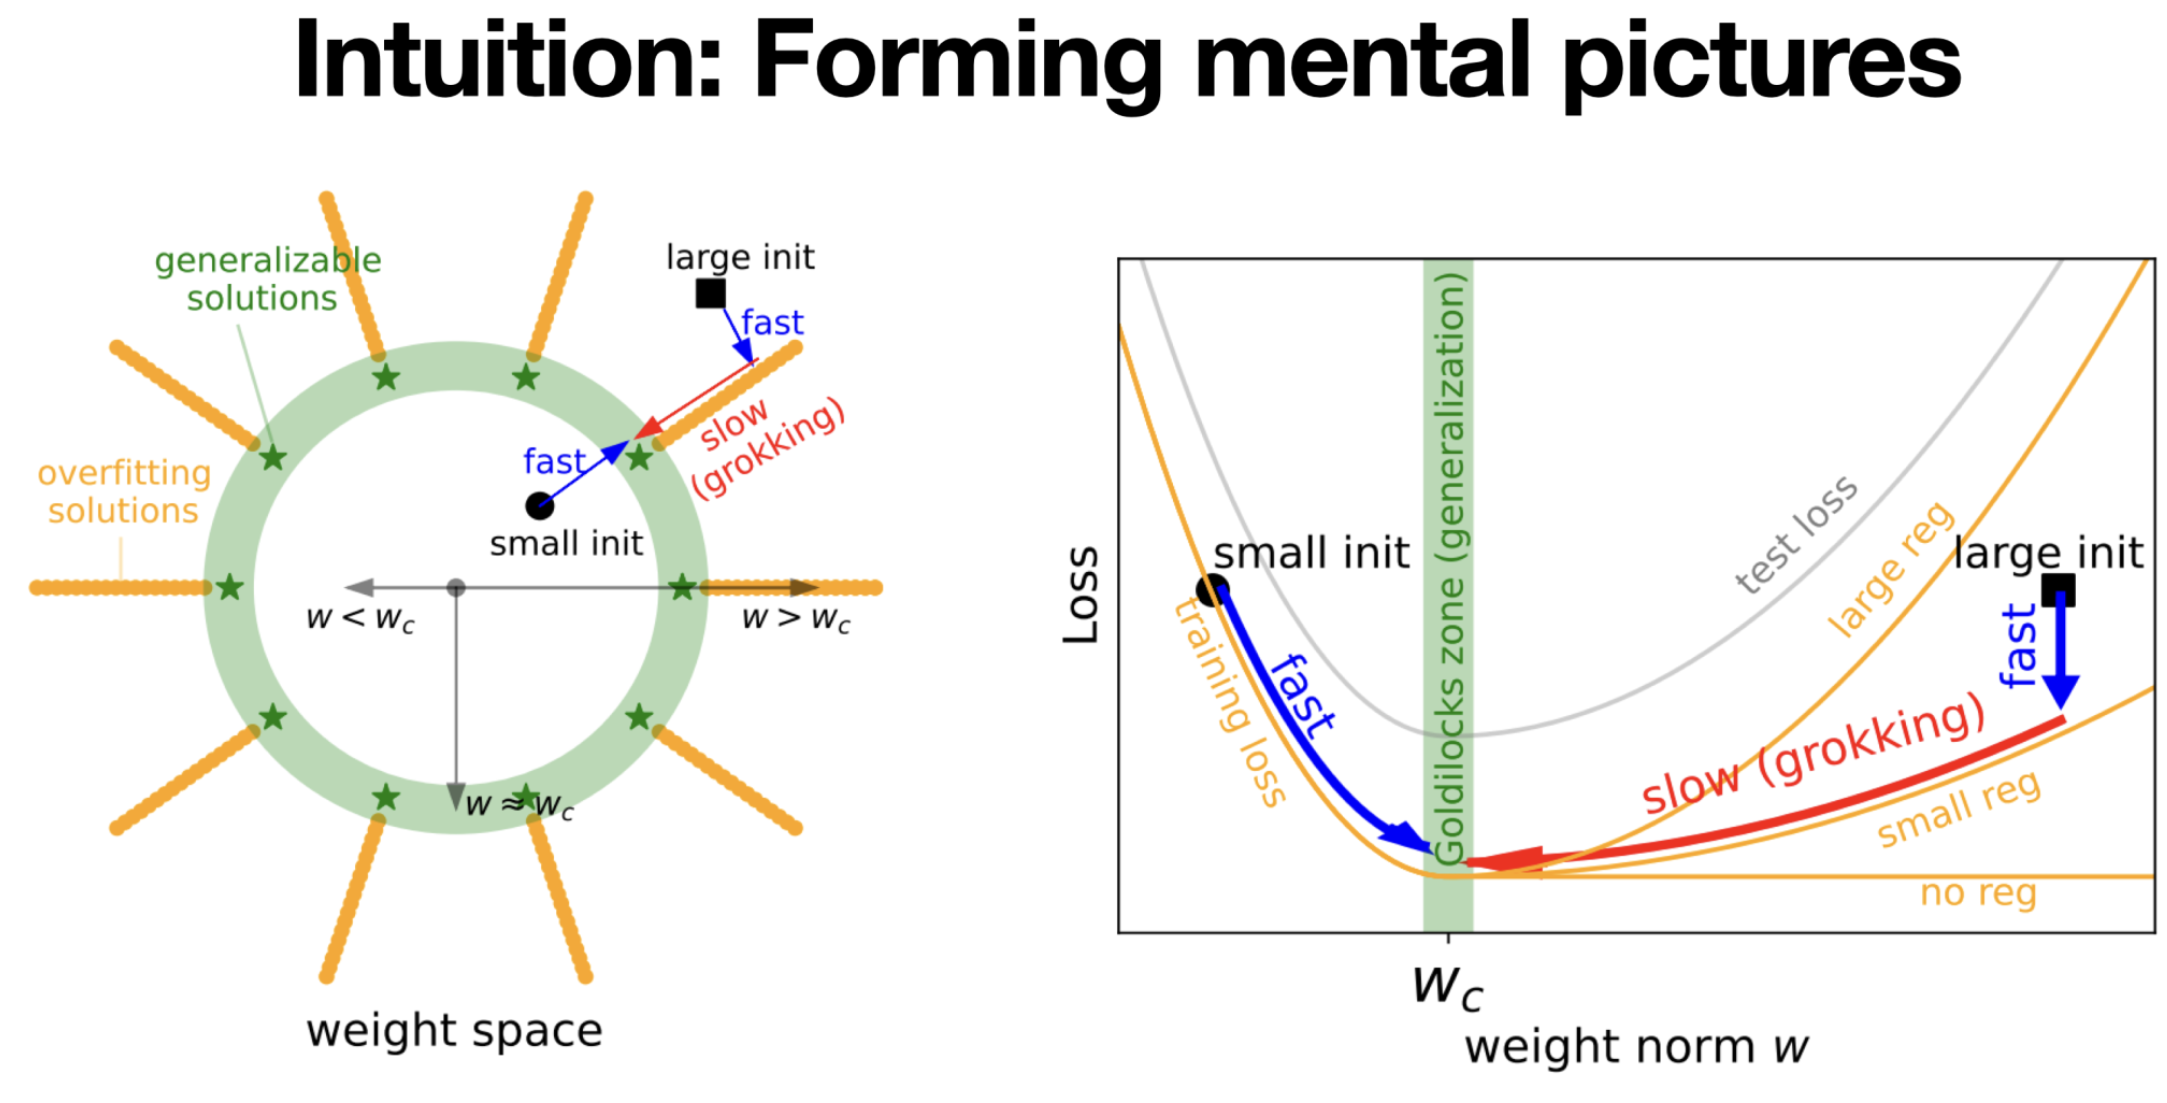 Intuition: Forming mental pictures
generalizable
solutions
large init
fast
slow
(grokking)
fast
overfitting
solutions
small init
w < w_c
w > w_c
w ≈ w_c
weight space
Loss
small init
training loss
fast
Goldilocks zone (generalization)
test loss
large reg
large init
fast
slow (grokking)
small reg
no reg
w_c
weight norm w